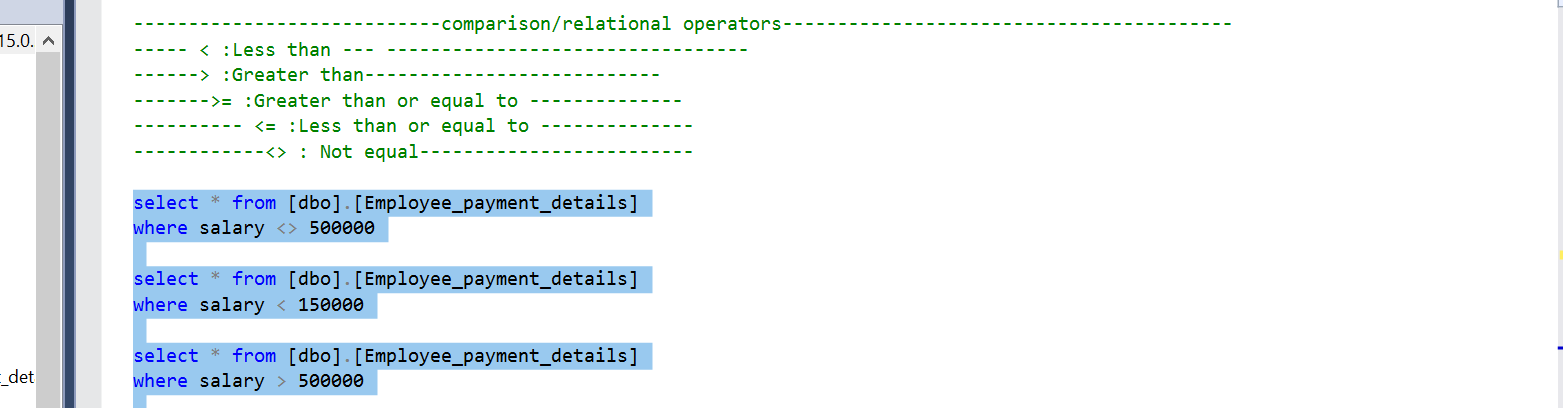 ----------------------------comparison/relational operators-----------------------------------------
----- < :Less than --- ---------------------------------
------> :Greater than---------------------------
------->= :Greater than or equal to --------------
---------- <= :Less than or equal to --------------
------------<> : Not equal-------------------------
select * from [dbo].[Employee_payment_details]
where salary <> 500000
select * from [dbo].[Employee_payment_details]
where salary < 150000
select * from [dbo].[Employee_payment_details]
where salary > 500000
15.0.
_det